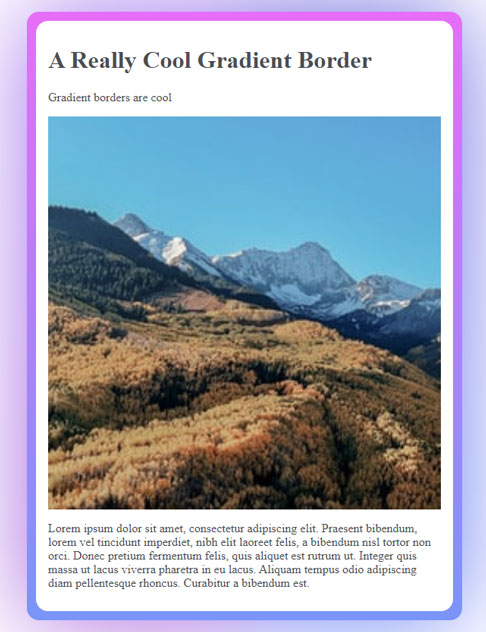 A Really Cool Gradient Border
Gradient borders are cool
Lorem ipsum dolor sit amet, consectetur adipiscing elit. Praesent bibendum,
lorem vel tincidunt imperdiet, nibh elit laoreet felis, a bibendum nisl tortor non
orci. Donec pretium fermentum felis, quis aliquet est rutrum ut. Integer quis
massa ut lacus viverra pharetra in eu lacus. Aliquam tempus odio adipiscing
diam pellentesque rhoncus. Curabitur a bibendum est.